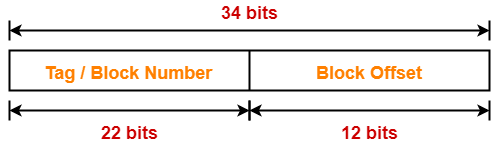 34 bits
Tag / Block Number
Block Offset
22 bits
12 bits